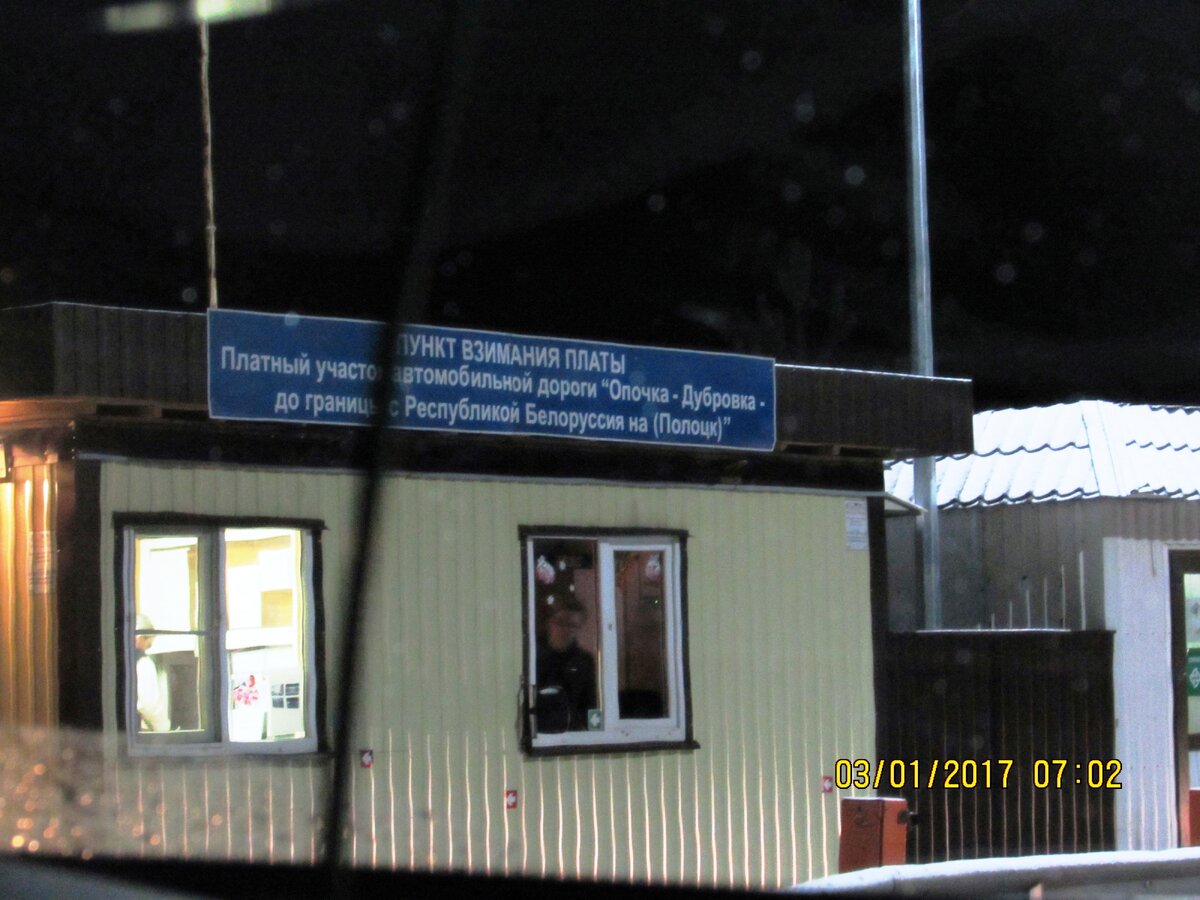 ПУНКТ ВЗИМАНИЯ ПЛАТЫ
Платный участок автомобильной дороги “Опочка - Дубровка -
до границы с Республикой Белоруссия на (Полоцк)”
03/01/2017 07:02